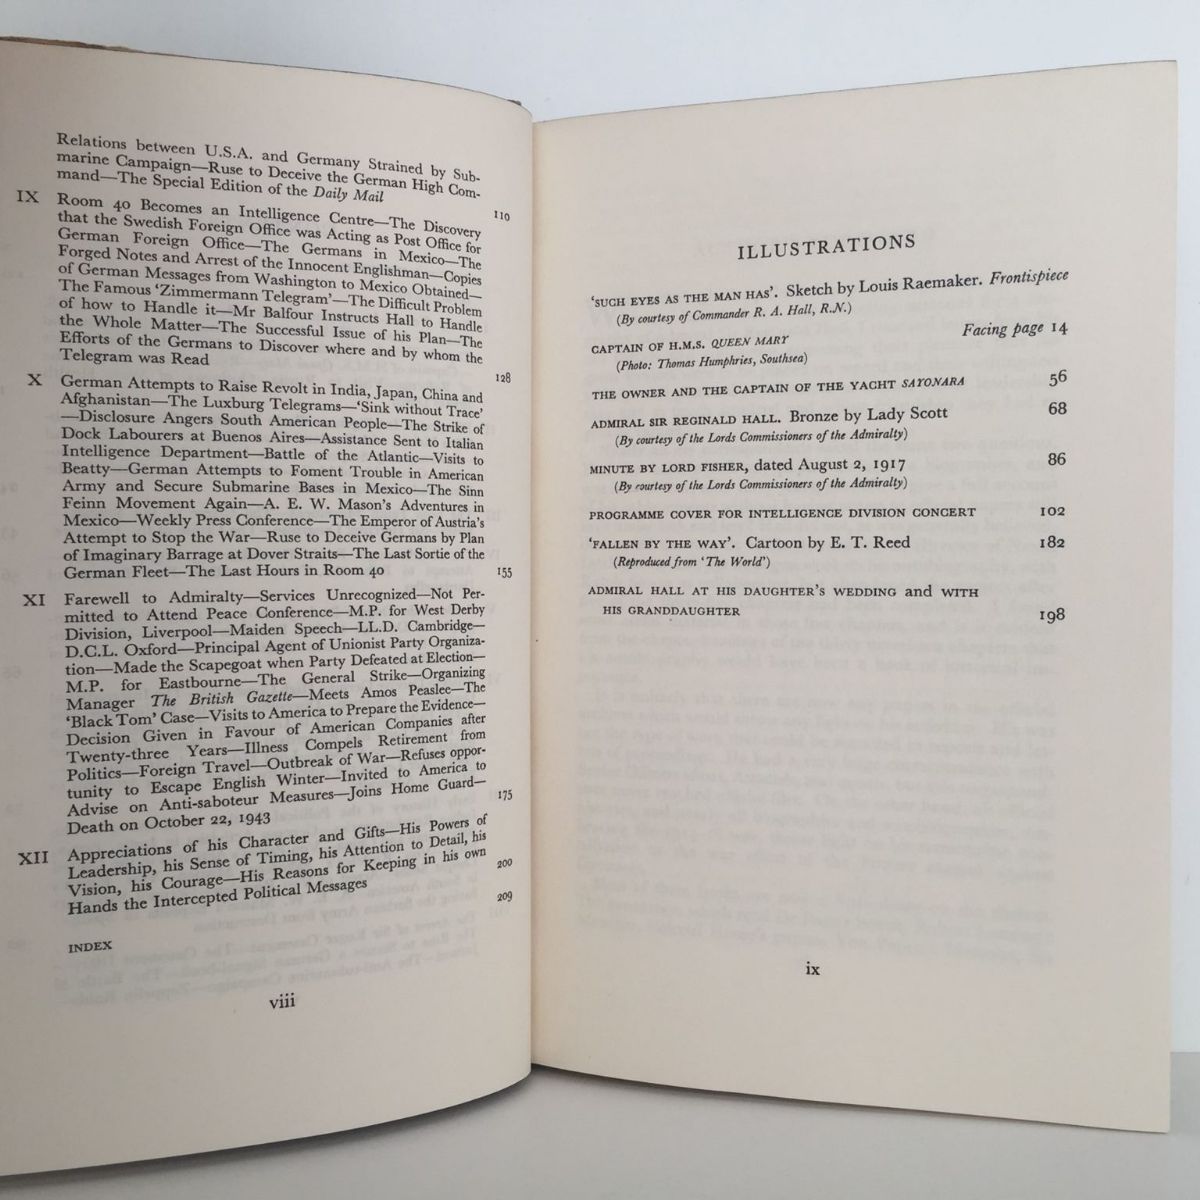 Relations between U.S.A. and Germany Strained by Sub-
marine Campaign—Ruse to Deceive the German High Com-
mand—The Special Edition of the Daily Mail 110
IX Room 40 Becomes an Intelligence Centre—The Discovery
that the Swedish Foreign Office was Acting as Post Office for
German Foreign Office—The Germans in Mexico—The
Forged Notes and Arrest of the Innocent Englishman—Copies
of German Messages from Washington to Mexico Obtained—
The Famous 'Zimmermann Telegram'—The Difficult Problem
of how to Handle it—Mr Balfour Instructs Hall to Handle
the Whole Matter—The Successful Issue of his Plan—The
Efforts of the Germans to Discover where and by whom the
Telegram was Read 128
X German Attempts to Raise Revolt in India, Japan, China and
Afghanistan—The Luxburg Telegrams—'Sink without Trace'
—Disclosure Angers South American People—The Strike of
Dock Labourers at Buenos Aires—Assistance Sent to Italian
Intelligence Department—Battle of the Atlantic—Visits to
Beatty—German Attempts to Foment Trouble in American
Army and Secure Submarine Bases in Mexico—The Sinn
Feinn Movement Again—A. E. W. Mason's Adventures in
Mexico—Weekly Press Conference—The Emperor of Austria's
Attempt to Stop the War—Ruse to Deceive Germans by Plan
of Imaginary Barrage at Dover Straits—The Last Sortie of the
German Fleet—The Last Hours in Room 40 155
XI Farewell to Admiralty—Services Unrecognized—Not Per-
mitted to Attend Peace Conference—M.P. for West Derby
Division, Liverpool—Maiden Speech—LL.D. Cambridge—
D.C.L. Oxford—Principal Agent of Unionist Party Organiza-
tion—Made the Scapegoat when Party Defeated at Election—
M.P. for Eastbourne—The General Strike—Organizing
Manager The British Gazette—Meets Amos Peaslee—The
'Black Tom' Case—Visits to America to Prepare the Evidence—
Decision Given in Favour of American Companies after
Twenty-three Years—Illness Compels Retirement from
Politics—Foreign Travel—Outbreak of War—Refuses oppor-
tunity to Escape English Winter—Invited to America to
Advise on Anti-saboteur Measures—Joins Home Guard—
Death on October 22, 1943 175
XII Appreciations of his Character and Gifts—His Powers of
Leadership, his Sense of Timing, his Attention to Detail, his
Vision, his Courage—His Reasons for Keeping in his own
Hands the Intercepted Political Messages 200
INDEX 209
viii
ILLUSTRATIONS
'SUCH EYES AS THE MAN HAS'. Sketch by Louis Raemaker. Frontispiece
(By courtesy of Commander R. A. Hall, R.N.)
CAPTAIN OF H.M.S. QUEEN MARY Facing page 14
(Photo: Thomas Humphries, Southsea)
THE OWNER AND THE CAPTAIN OF THE YACHT SAYONARA 56
ADMIRAL SIR REGINALD HALL. Bronze by Lady Scott 68
(By courtesy of the Lords Commissioners of the Admiralty)
MINUTE BY LORD FISHER, dated August 2, 1917 86
(By courtesy of the Lords Commissioners of the Admiralty)
PROGRAMME COVER FOR INTELLIGENCE DIVISION CONCERT 102
'FALLEN BY THE WAY'. Cartoon by E. T. Reed 182
(Reproduced from 'The World')
ADMIRAL HALL AT HIS DAUGHTER'S WEDDING and WITH
HIS GRANDDAUGHTER 198
ix